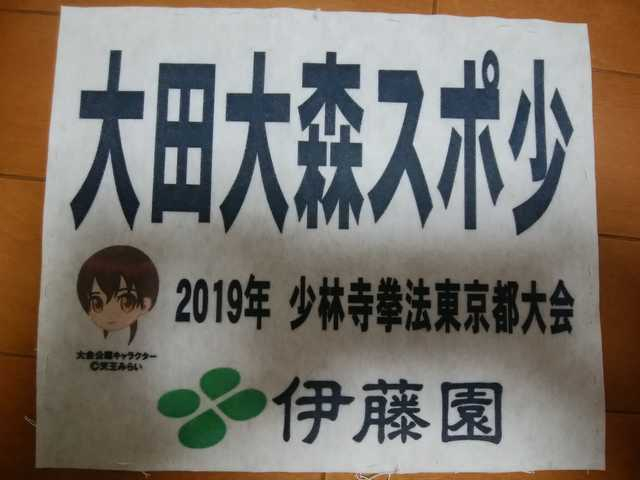 大田大森スポ少
2019年 少林寺拳法東京都大会
大会公募キャラクター
©天王みらい
伊藤園